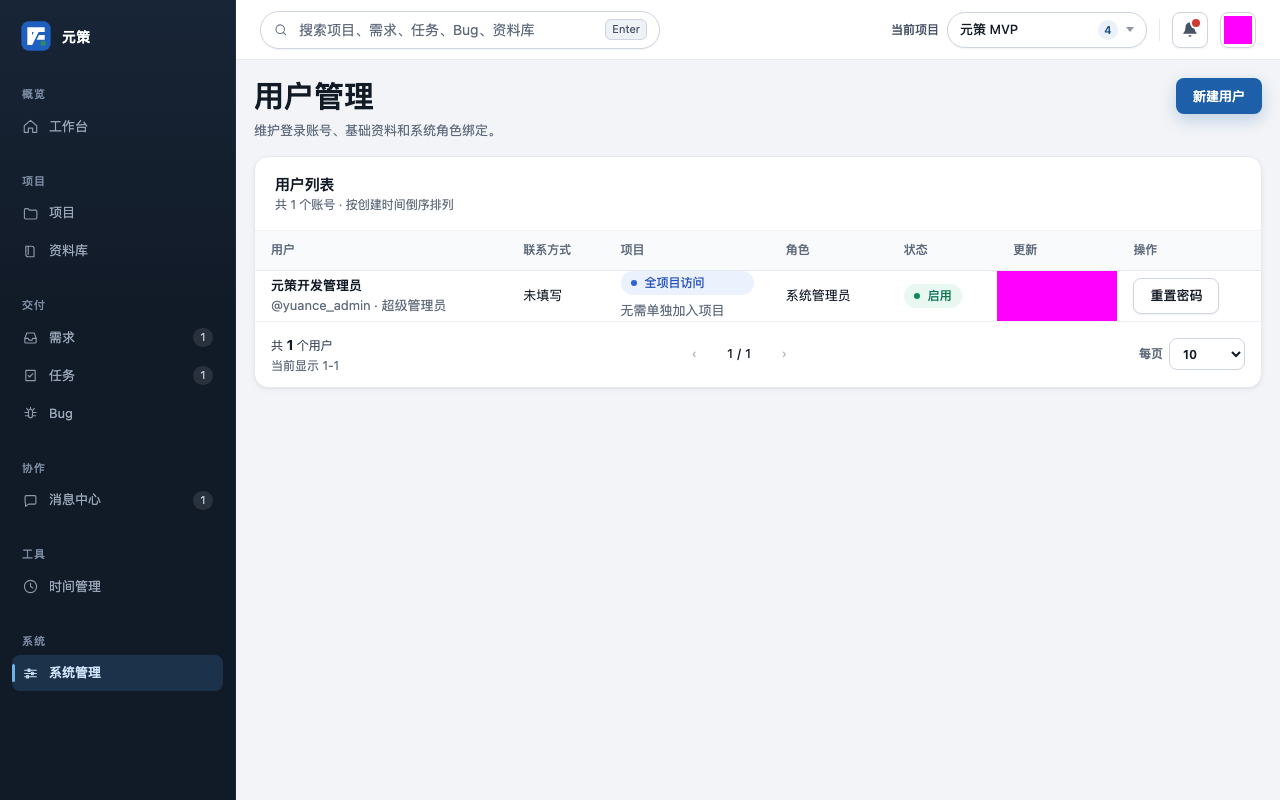 元策
概览
工作台
项目
项目
资料库
交付
需求 1
任务 1
Bug
协作
消息中心 1
工具
时间管理
系统
系统管理
搜索项目、需求、任务、Bug、资料库 Enter
当前项目 元策 MVP 4
用户管理
维护登录账号、基础资料和系统角色绑定。
新建用户
用户列表
共 1 个账号 · 按创建时间倒序排列
用户 联系方式 项目 角色 状态 更新 操作
元策开发管理员
@yuance_admin · 超级管理员
未填写
全项目访问
无需单独加入项目
系统管理员
启用
重置密码
共 1 个用户
当前显示 1-1
‹ 1 / 1 ›
每页 10